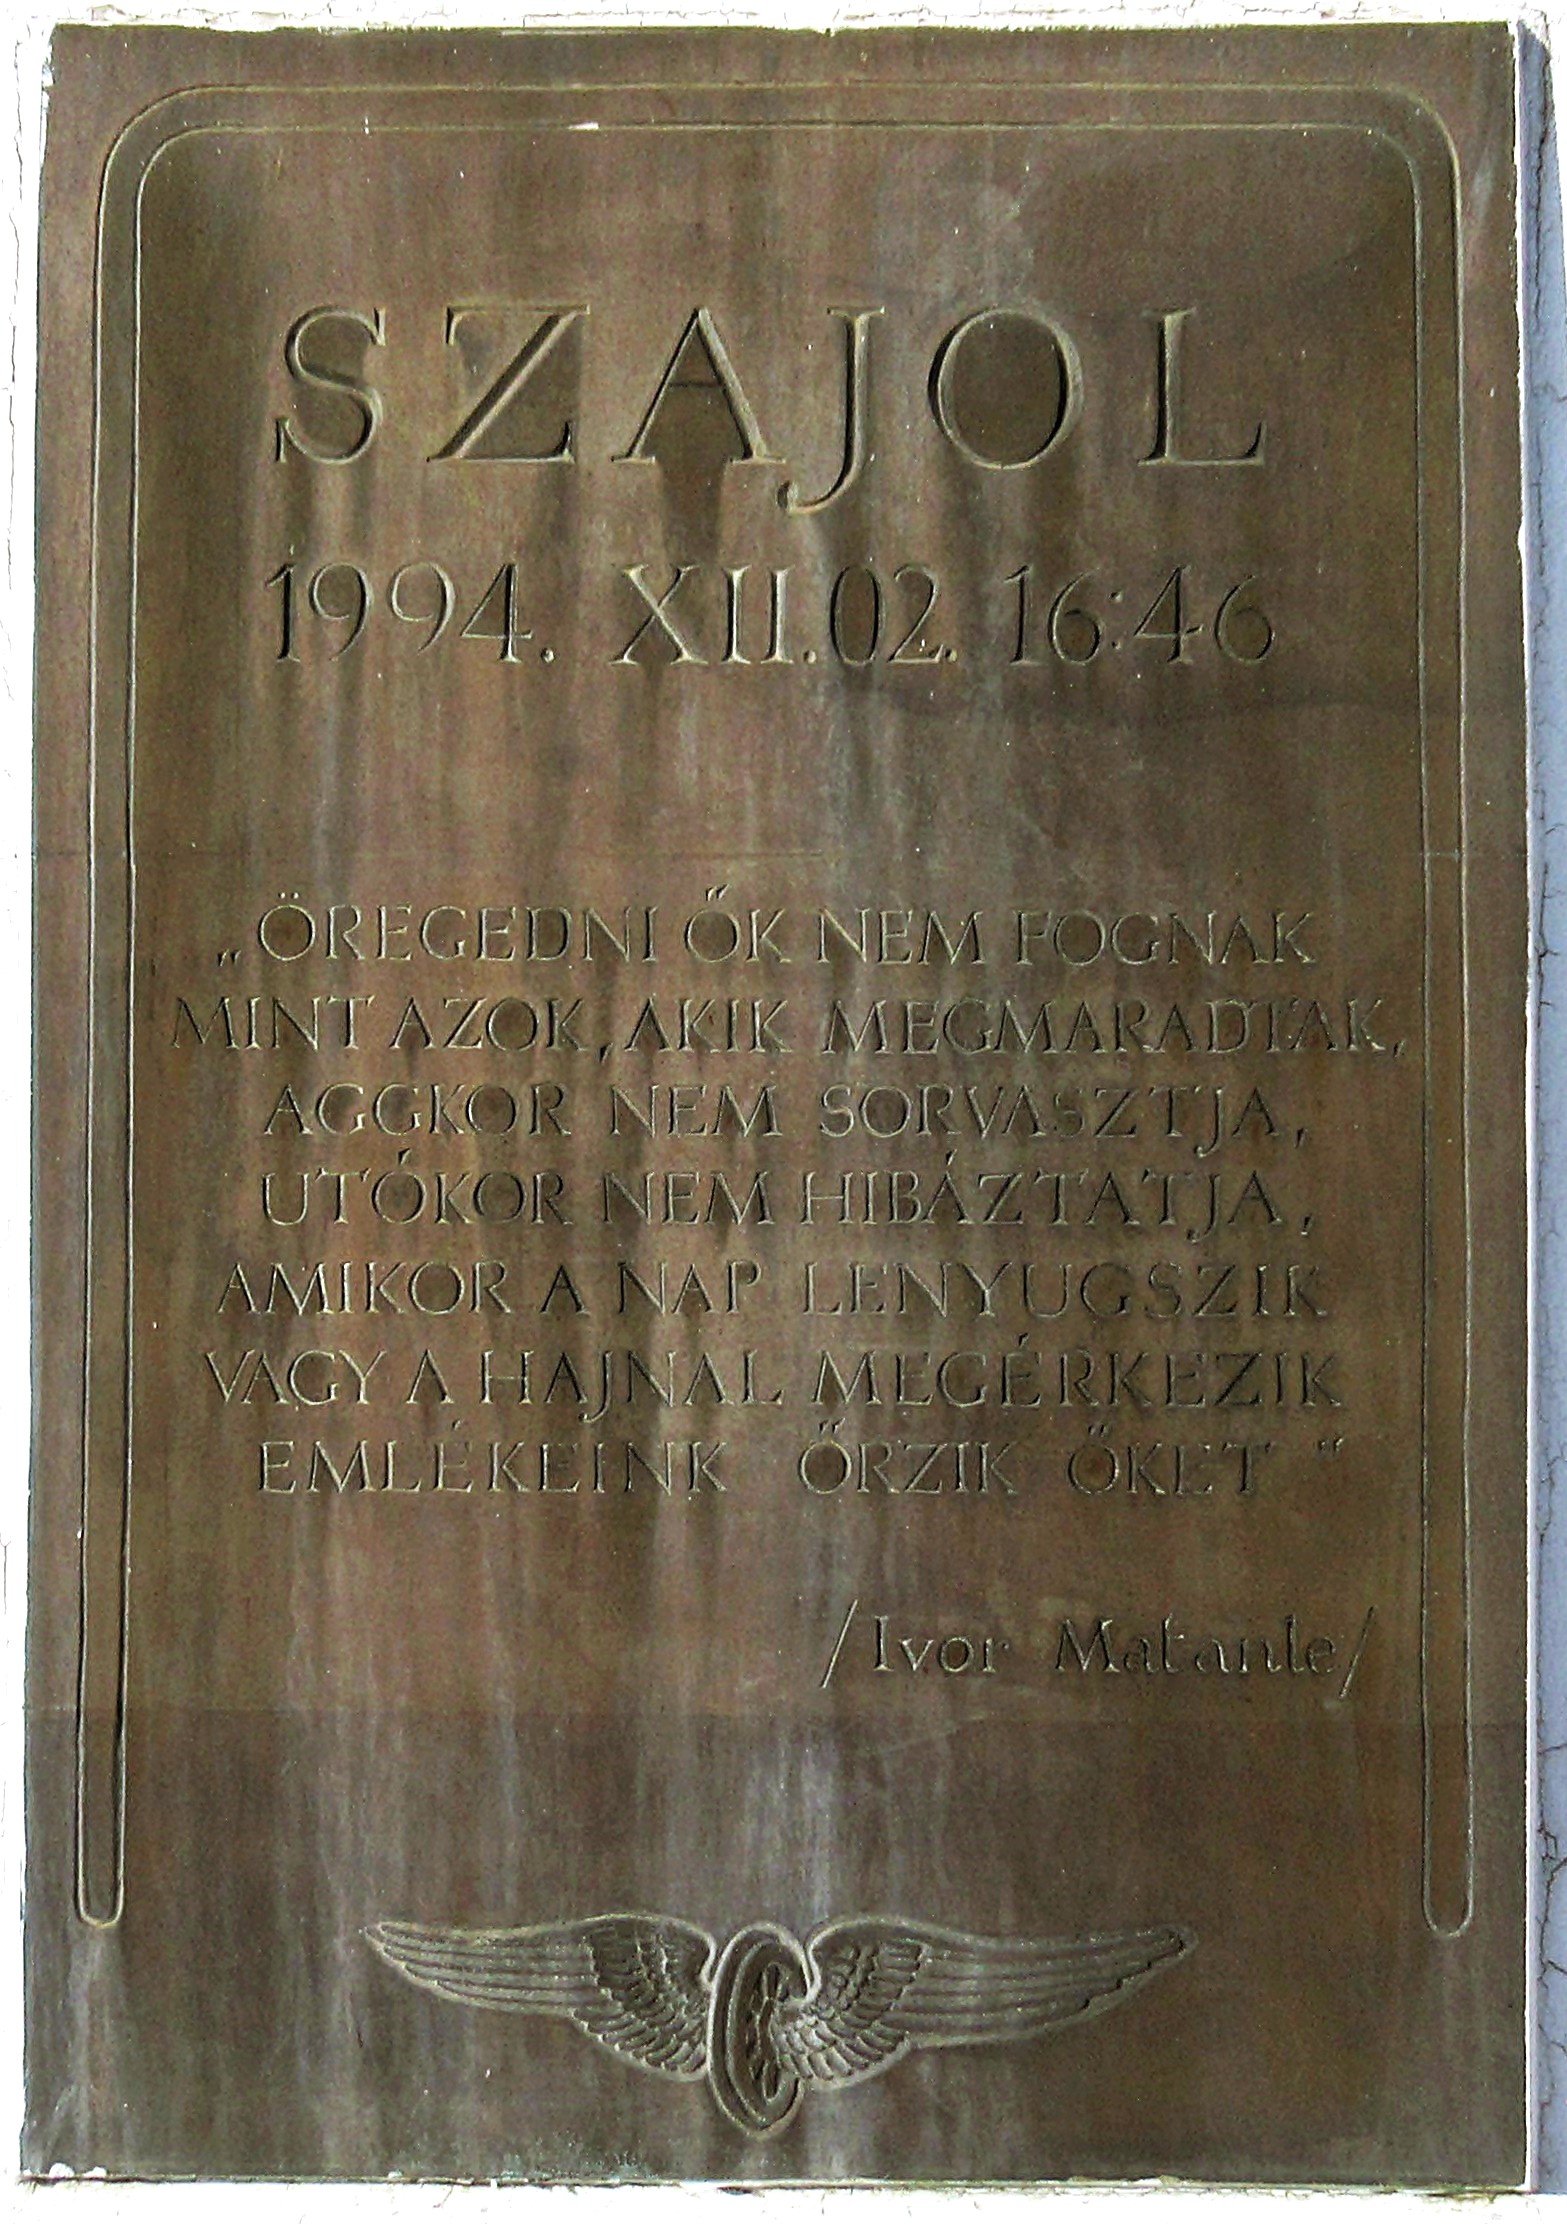 SZAJOL
1994. XII.02. 16:46
„ÖREGEDNI ŐK NEM FOGNAK
MINT AZOK, AKIK MEGMARADTAK,
AGGKOR NEM SORVASZTJA,
UTÓKOR NEM HIBÁZTATJA,
AMIKOR A NAP LENYUGSZIK
VAGY A HAJNAL MEGÉRKEZIK
EMLÉKEINK ŐRZIK ŐKET"
/Ivor Matanle/